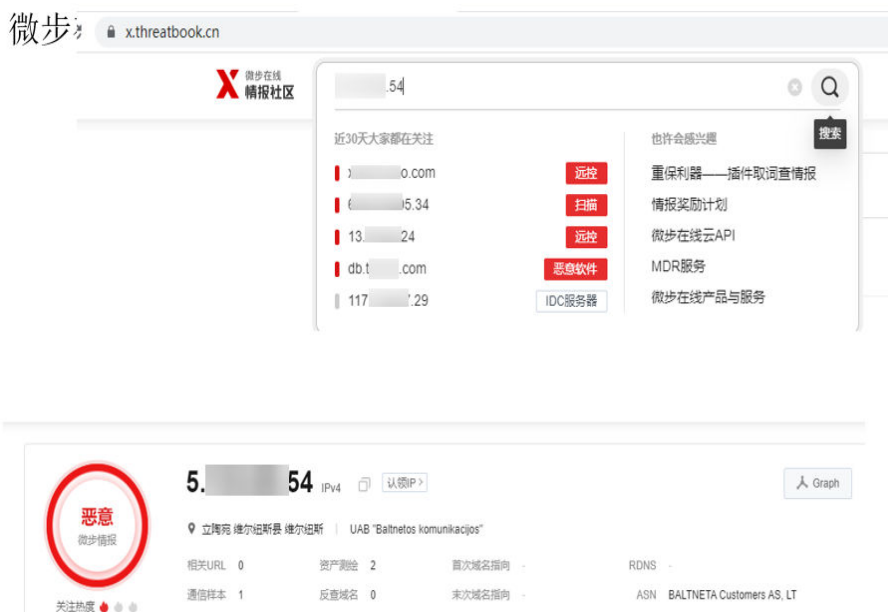 微步
x.threatbook.cn
微步在线
情报社区
.54
搜索
近30天大家都在关注
也许会感兴趣
o.com 远控
重保利器——插件取词查情报
5.34 扫描
情报奖励计划
13. 24 远控
微步在线云API
db.t .com 恶意软件
MDR服务
117 .29 IDC服务器
微步在线产品与服务
5. 54 IPv4 认领IP >
Graph
恶意
微步情报
立陶宛 维尔纽斯县 维尔纽斯 | UAB "Baltnetos komunikacijos"
相关URL 0 资产测绘 2 首次域名指向 - RDNS -
通信样本 1 反查域名 0 末次域名指向 - ASN BALTNETA Customers AS, LT
关注热度